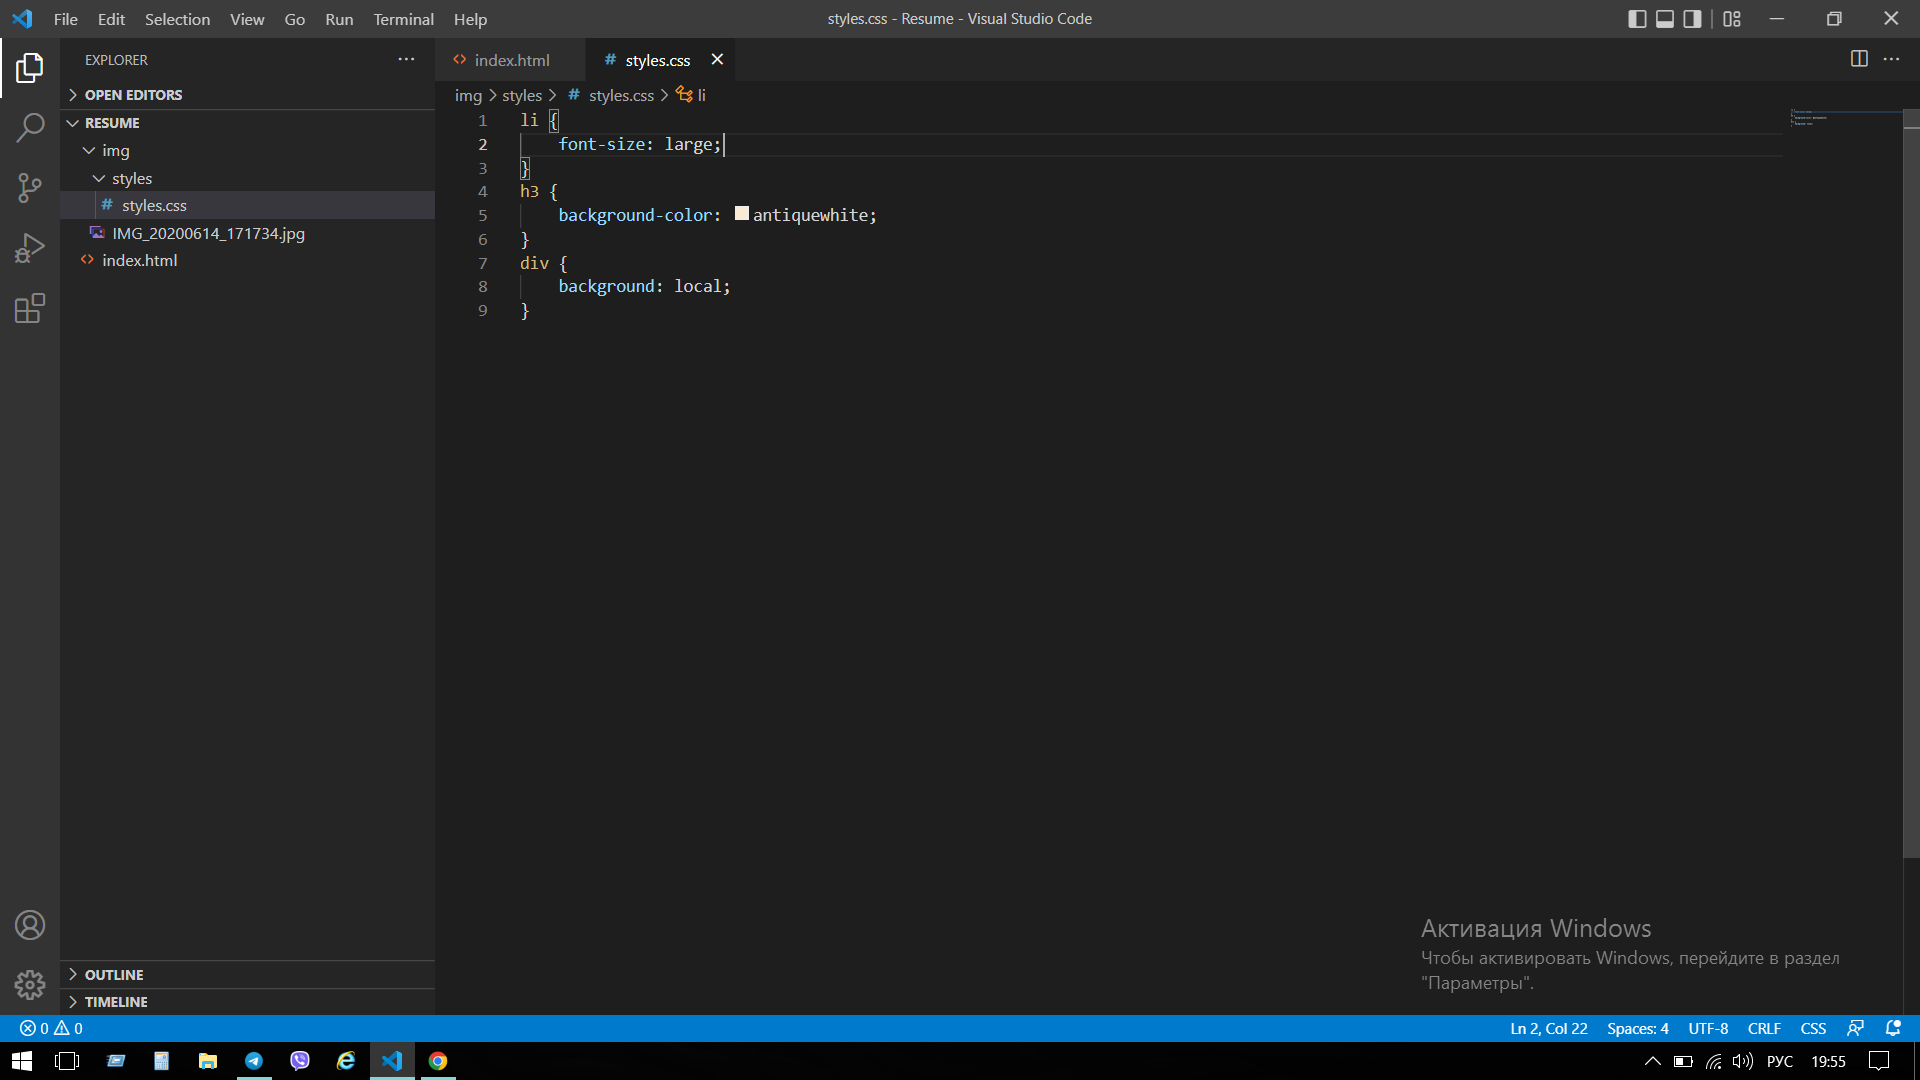 File Edit Selection View Go Run Terminal Help
styles.css - Resume - Visual Studio Code
EXPLORER
OPEN EDITORS
RESUME
img
styles
# styles.css
IMG_20200614_171734.jpg
<> index.html
OUTLINE
TIMELINE
<> index.html # styles.css
img > styles > # styles.css > li
1 li {
2 font-size: large;
3 }
4 h3 {
5 background-color: antiquewhite;
6 }
7 div {
8 background: local;
9 }
Активация Windows
Чтобы активировать Windows, перейдите в раздел
"Параметры".
0 0 Ln 2, Col 22 Spaces: 4 UTF-8 CRLF CSS
РУС 19:55